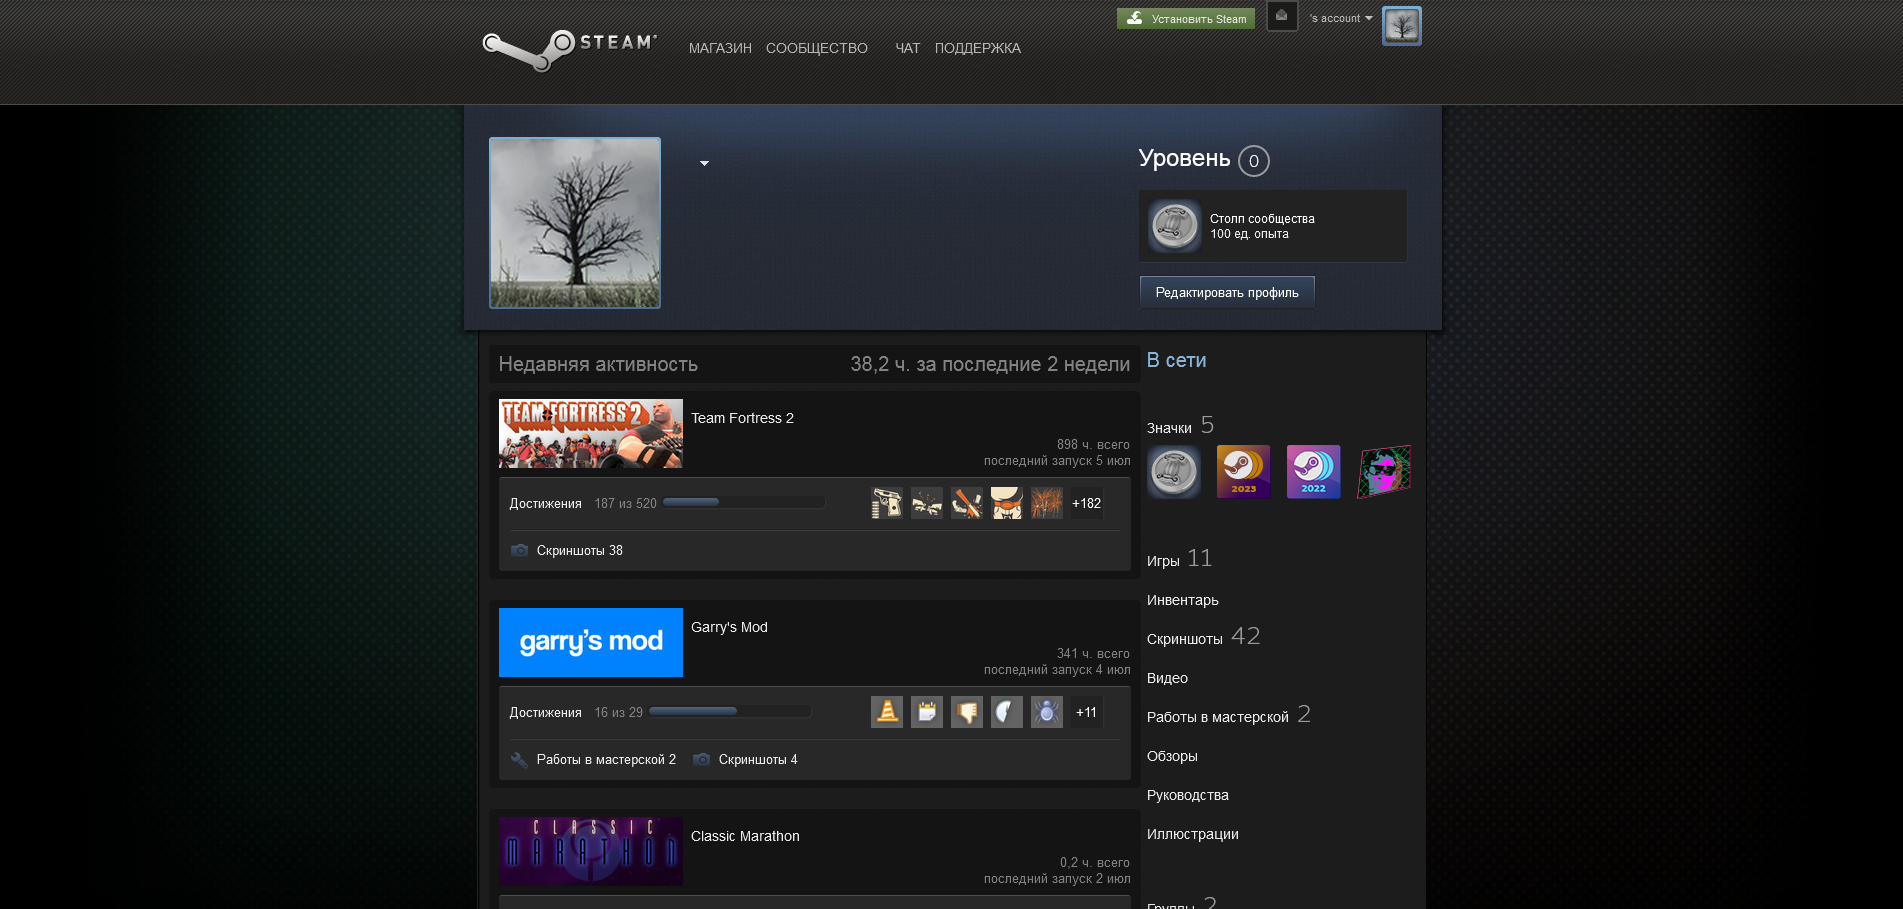 Установить Steam
's account
STEAM
МАГАЗИН СООБЩЕСТВО ЧАТ ПОДДЕРЖКА
Уровень 0
Столп сообщества
100 ед. опыта
Редактировать профиль
Недавняя активность 38,2 ч. за последние 2 недели
TEAM FORTRESS 2
Team Fortress 2
898 ч. всего
последний запуск 5 июл
Достижения 187 из 520
+182
Скриншоты 38
garry's mod
Garry's Mod
341 ч. всего
последний запуск 4 июл
Достижения 16 из 29
+11
Работы в мастерской 2 Скриншоты 4
CLASSIC
MARATHON
Classic Marathon
0,2 ч. всего
последний запуск 2 июл
В сети
Значки 5
2023
2022
Игры 11
Инвентарь
Скриншоты 42
Видео
Работы в мастерской 2
Обзоры
Руководства
Иллюстрации
Группы 2